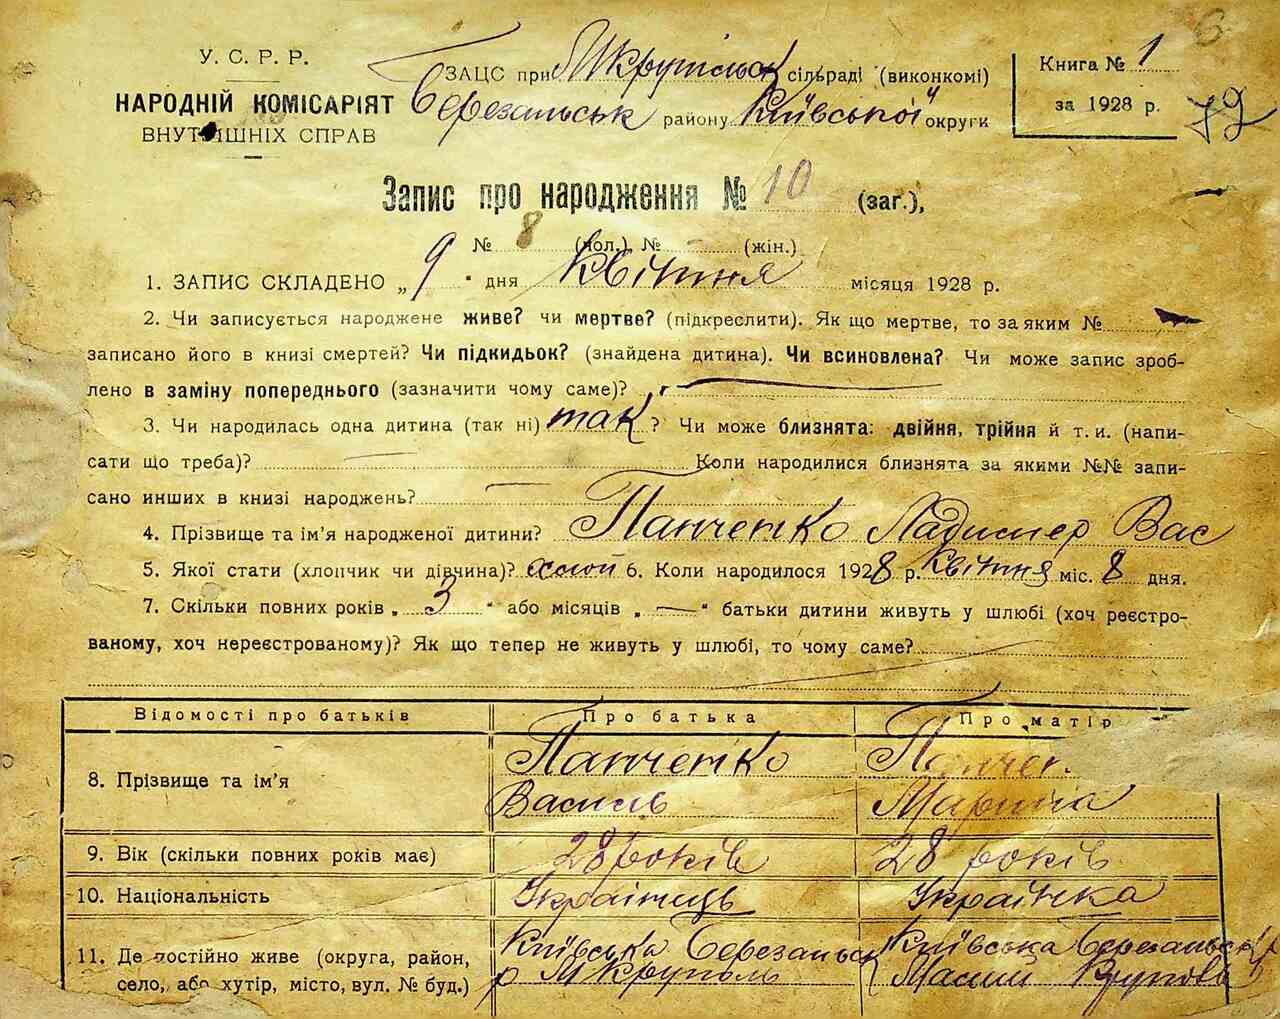 6
У. С. Р. Р.
НАРОДНІЙ КОМІСАРІЯТ
ВНУТРІШНІХ СПРАВ
ЗАЦС при МКрупільск сільраді (виконкомі)
Березанськ району Київської округи
Книга № 1
за 1928 р.
79
Запис про народження № 10 (заг.),
№ 8 (чол.) № – (жін.)
1. ЗАПИС СКЛАДЕНО „ 9 " дня Квітня місяця 1928 р.
2. Чи записується народжене живе? чи мертве? (підкреслити). Як що мертве, то за яким №
записано його в книзі смертей? Чи підкидьок? (знайдена дитина). Чи всиновлена? Чи може запис зроб-
лено в заміну попереднього (зазначити чому саме)?
3. Чи народилась одна дитина (так ні) так ? Чи може близнята: двійня, трійня й т. и. (напи-
сати що треба)? Коли народилися близнята за якими №№ запи-
сано инших в книзі народжень?
4. Прізвище та ім'я народженої дитини? Панченко Ладимер Вас
5. Якої стати (хлопчик чи дівчина)? 6. Коли народилося 1928 р. Квітня міс. 8 дня.
7. Скільки повних років „ 3 " або місяців „ — " батьки дитини живуть у шлюбі (хоч реєстро-
ваному, хоч нереєстрованому)? Як що тепер не живуть у шлюбі, то чому саме?
Відомості про батьків Про батька Про матір
8. Прізвище та ім'я Панченко Василь Панчен Марина
9. Вік (скільки повних років має) 28 років 28 років
10. Національність Українець Українка
11. Де постійно живе (округа, район, Київська Березансь Київська Березанськ
село, або хутір, місто, вул. № буд.) р МКруполь